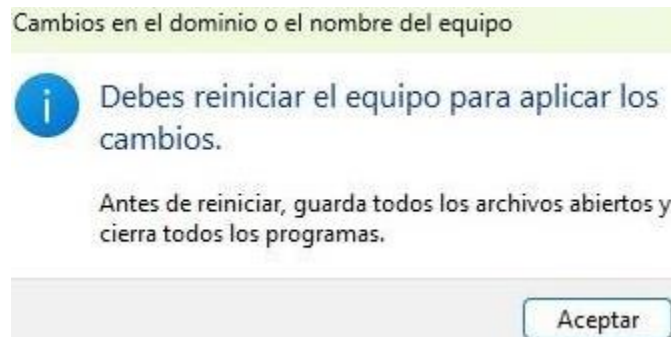 Cambios en el dominio o el nombre del equipo
i
Debes reiniciar el equipo para aplicar los
cambios.
Antes de reiniciar, guarda todos los archivos abiertos y
cierra todos los programas.
Aceptar